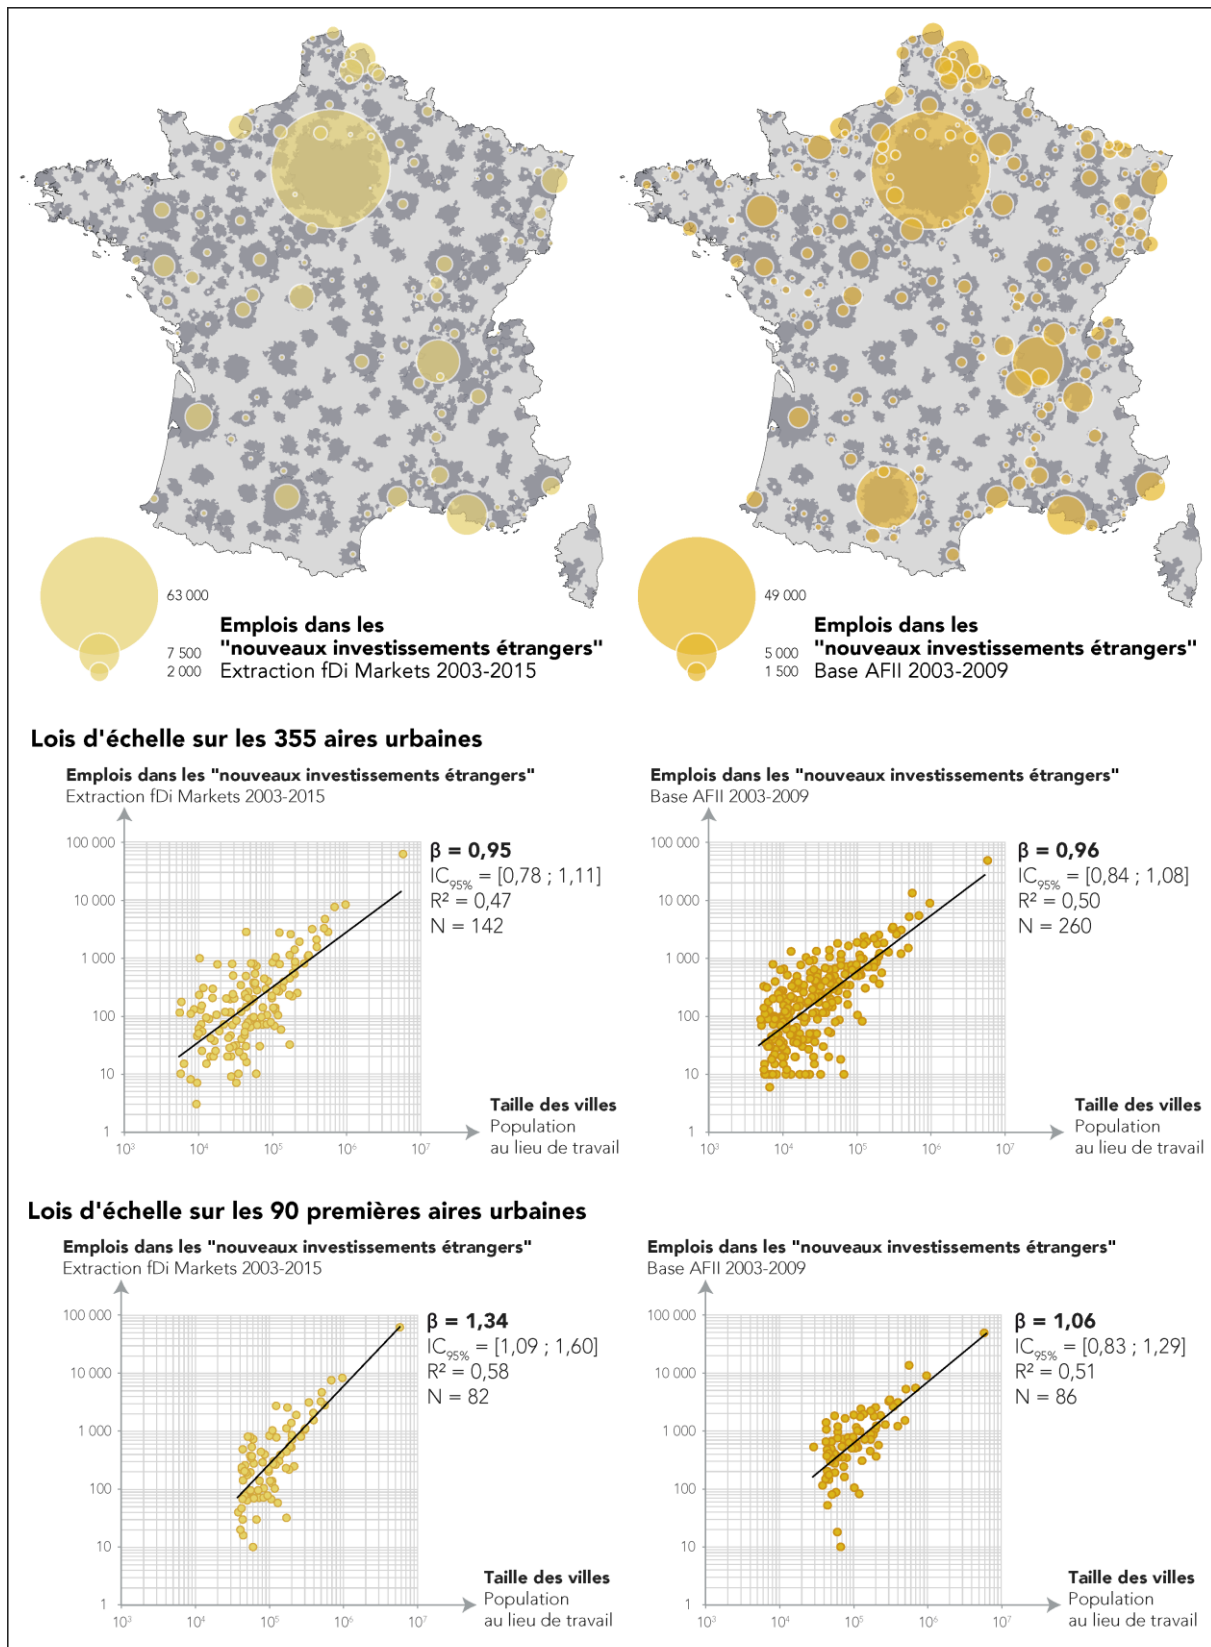 63 000
7 500
2 000
Emplois dans les
"nouveaux investissements étrangers"
Extraction fDi Markets 2003-2015
49 000
5 000
1 500
Emplois dans les
"nouveaux investissements étrangers"
Base AFII 2003-2009
Lois d'échelle sur les 355 aires urbaines
Emplois dans les "nouveaux investissements étrangers"
Extraction fDi Markets 2003-2015
100 000
10 000
1 000
100
10
1
10³ 10⁴ 10⁵ 10⁶ 10⁷
β = 0,95
IC95% = [0,78 ; 1,11]
R² = 0,47
N = 142
Taille des villes
Population
au lieu de travail
Emplois dans les "nouveaux investissements étrangers"
Base AFII 2003-2009
100 000
10 000
1 000
100
10
1
10³ 10⁴ 10⁵ 10⁶ 10⁷
β = 0,96
IC95% = [0,84 ; 1,08]
R² = 0,50
N = 260
Taille des villes
Population
au lieu de travail
Lois d'échelle sur les 90 premières aires urbaines
Emplois dans les "nouveaux investissements étrangers"
Extraction fDi Markets 2003-2015
100 000
10 000
1 000
100
10
1
10³ 10⁴ 10⁵ 10⁶ 10⁷
β = 1,34
IC95% = [1,09 ; 1,60]
R² = 0,58
N = 82
Taille des villes
Population
au lieu de travail
Emplois dans les "nouveaux investissements étrangers"
Base AFII 2003-2009
100 000
10 000
1 000
100
10
1
10³ 10⁴ 10⁵ 10⁶ 10⁷
β = 1,06
IC95% = [0,83 ; 1,29]
R² = 0,51
N = 86
Taille des villes
Population
au lieu de travail